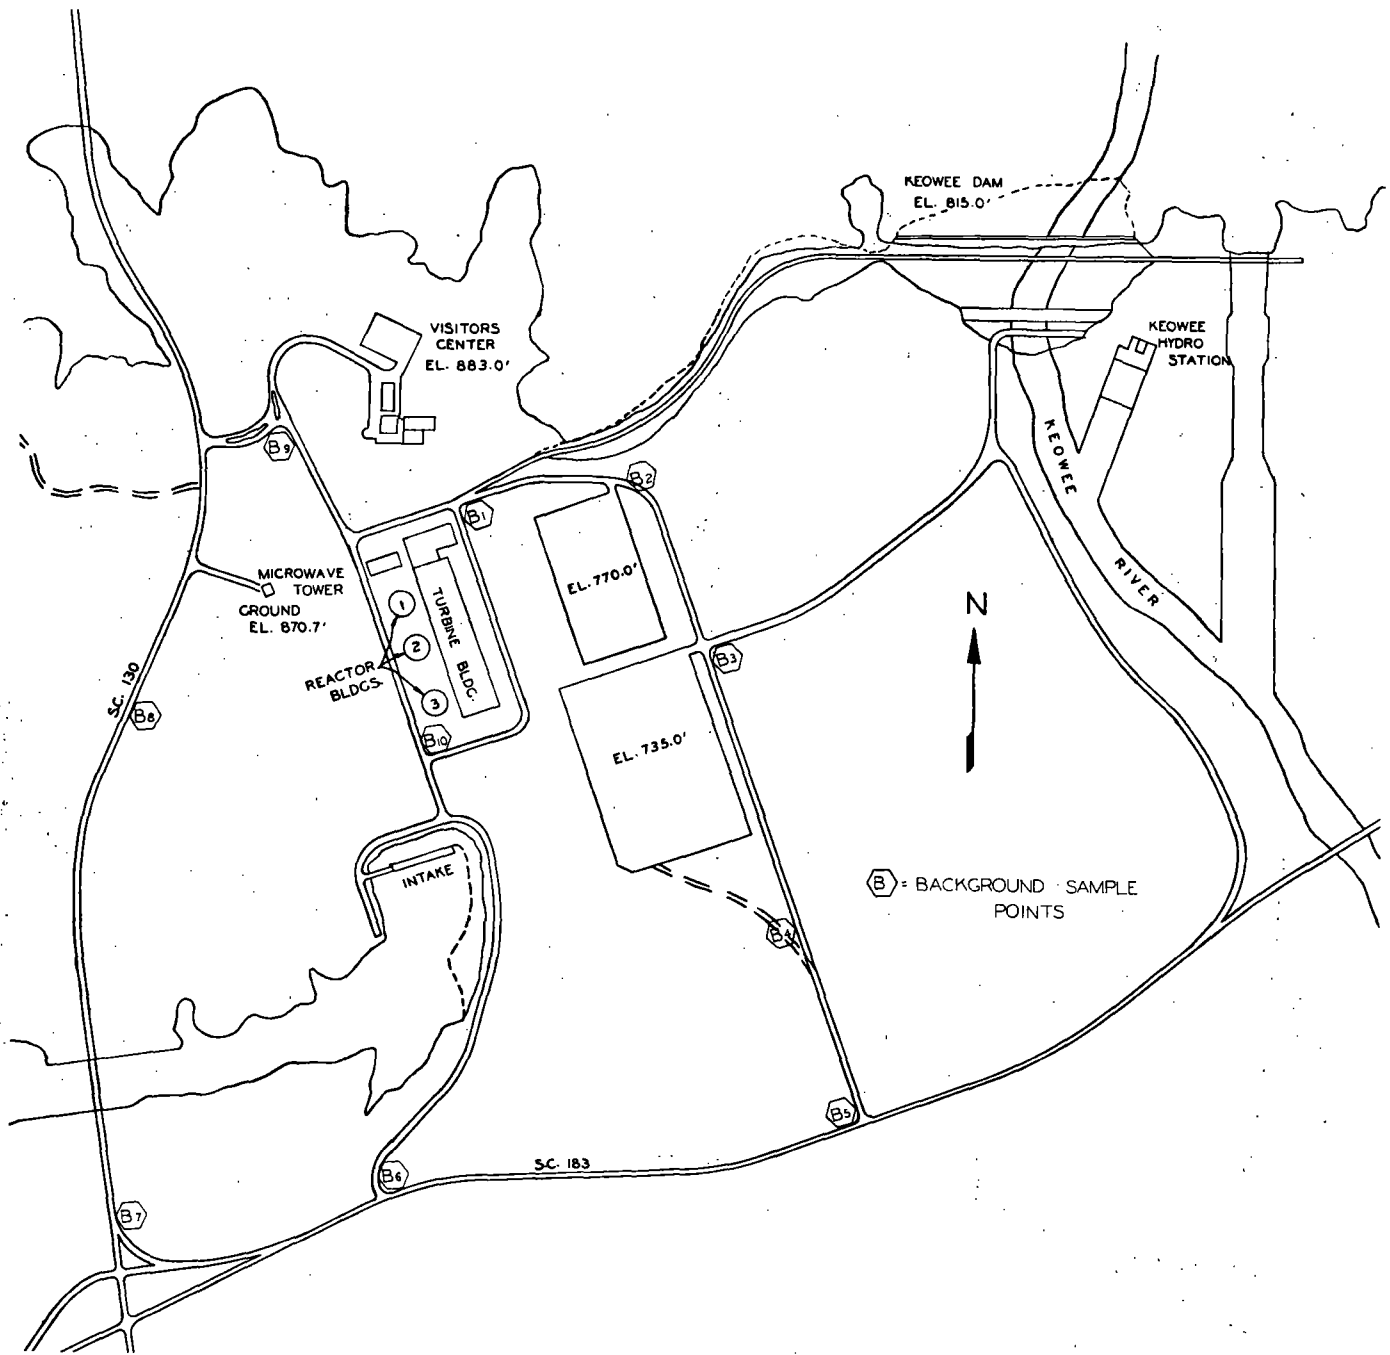 KEOWEE DAM
EL. 815.0'
VISITORS
CENTER
EL. 883.0'
KEOWEE
HYDRO
STATION
KEOWEE
RIVER
B9
B2
B1
MICROWAVE
TOWER
GROUND
EL. 870.7'
EL. 770.0'
TURBINE BLDG.
1
2
3
REACTOR
BLDGS.
N
B3
S.C. 130
B8
B10
EL. 735.0'
INTAKE
B = BACKGROUND SAMPLE
POINTS
B4
B5
S.C. 183
B6
B7